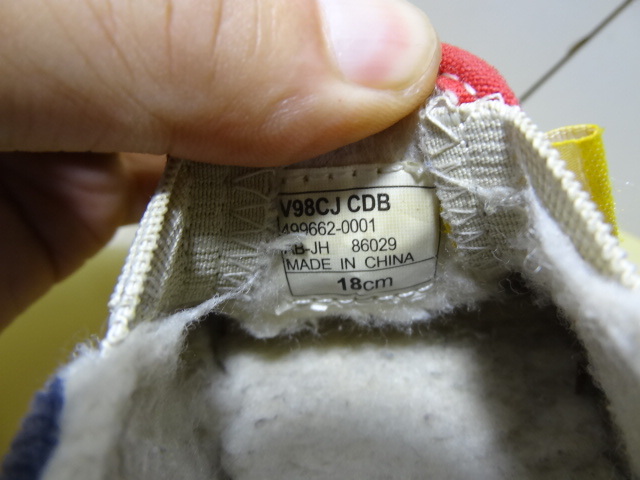 V98CJ CDB
499662-0001
-JH 86029
MADE IN CHINA
18cm